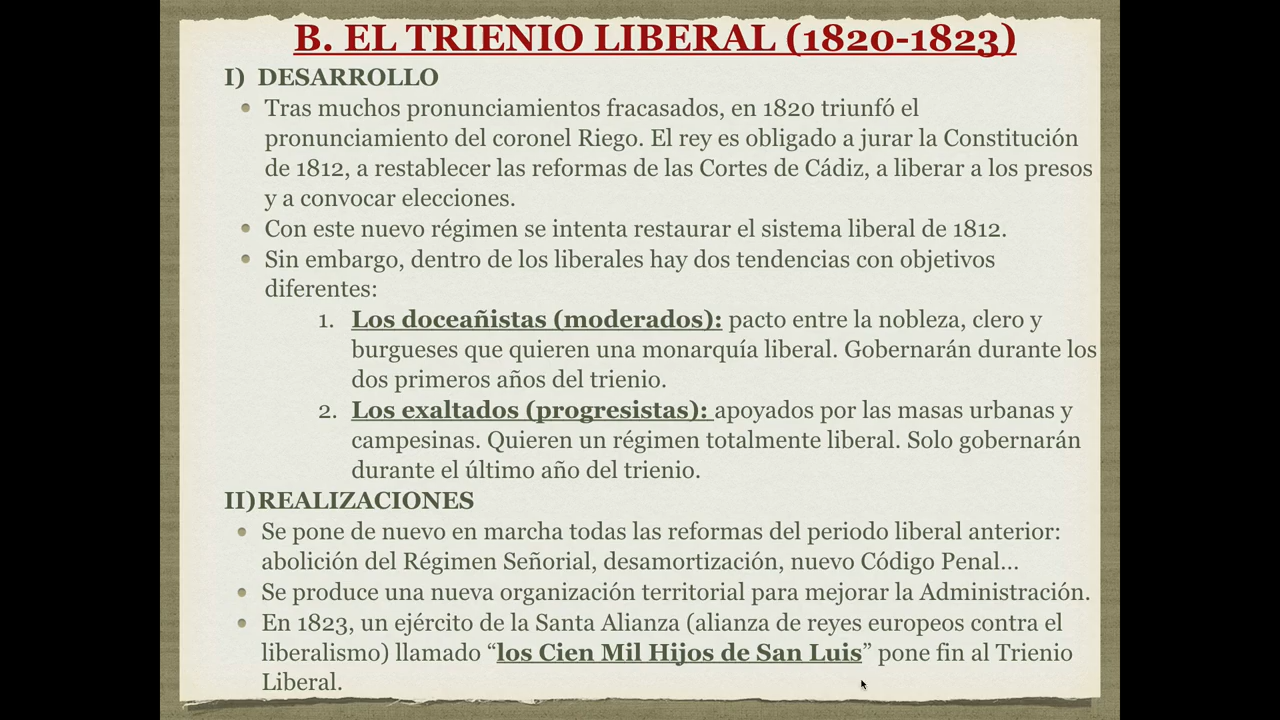 B. EL TRIENIO LIBERAL (1820-1823)
I) DESARROLLO
• Tras muchos pronunciamientos fracasados, en 1820 triunfó el
pronunciamiento del coronel Riego. El rey es obligado a jurar la Constitución
de 1812, a restablecer las reformas de las Cortes de Cádiz, a liberar a los presos
y a convocar elecciones.
• Con este nuevo régimen se intenta restaurar el sistema liberal de 1812.
• Sin embargo, dentro de los liberales hay dos tendencias con objetivos
diferentes:
1. Los doceañistas (moderados): pacto entre la nobleza, clero y
burgueses que quieren una monarquía liberal. Gobernarán durante los
dos primeros años del trienio.
2. Los exaltados (progresistas): apoyados por las masas urbanas y
campesinas. Quieren un régimen totalmente liberal. Solo gobernarán
durante el último año del trienio.
II)REALIZACIONES
• Se pone de nuevo en marcha todas las reformas del periodo liberal anterior:
abolición del Régimen Señorial, desamortización, nuevo Código Penal...
• Se produce una nueva organización territorial para mejorar la Administración.
• En 1823, un ejército de la Santa Alianza (alianza de reyes europeos contra el
liberalismo) llamado “los Cien Mil Hijos de San Luis” pone fin al Trienio
Liberal.